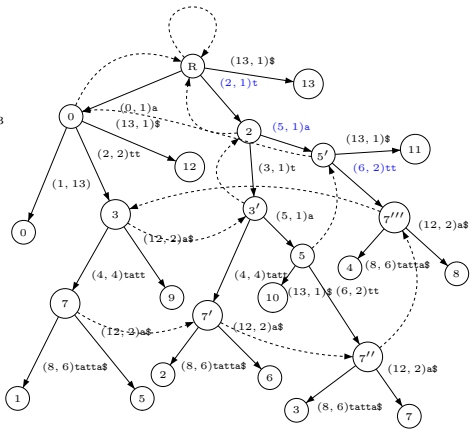 R
(13, 1)$
13
(2, 1)t
(0, 1)a
(13, 1)$
0
3
2
(5, 1)a
(13, 1)$
11
5′
(6, 2)tt
(2, 2)tt
12
(3, 1)t
(1, 13)
3
3′
(5, 1)a
7′′′
(12, 2)a$
0
(12, 2)a$
5
4
(8, 6)tatta$
8
(4, 4)tatt
9
(4, 4)tatt
10
(13, 1)$
(6, 2)tt
7
(12, 2)a$
7′
(12, 2)a$
7′′
(8, 6)tatta$
2
(8, 6)tatta$
6
(12, 2)a$
1
5
3
(8, 6)tatta$
7